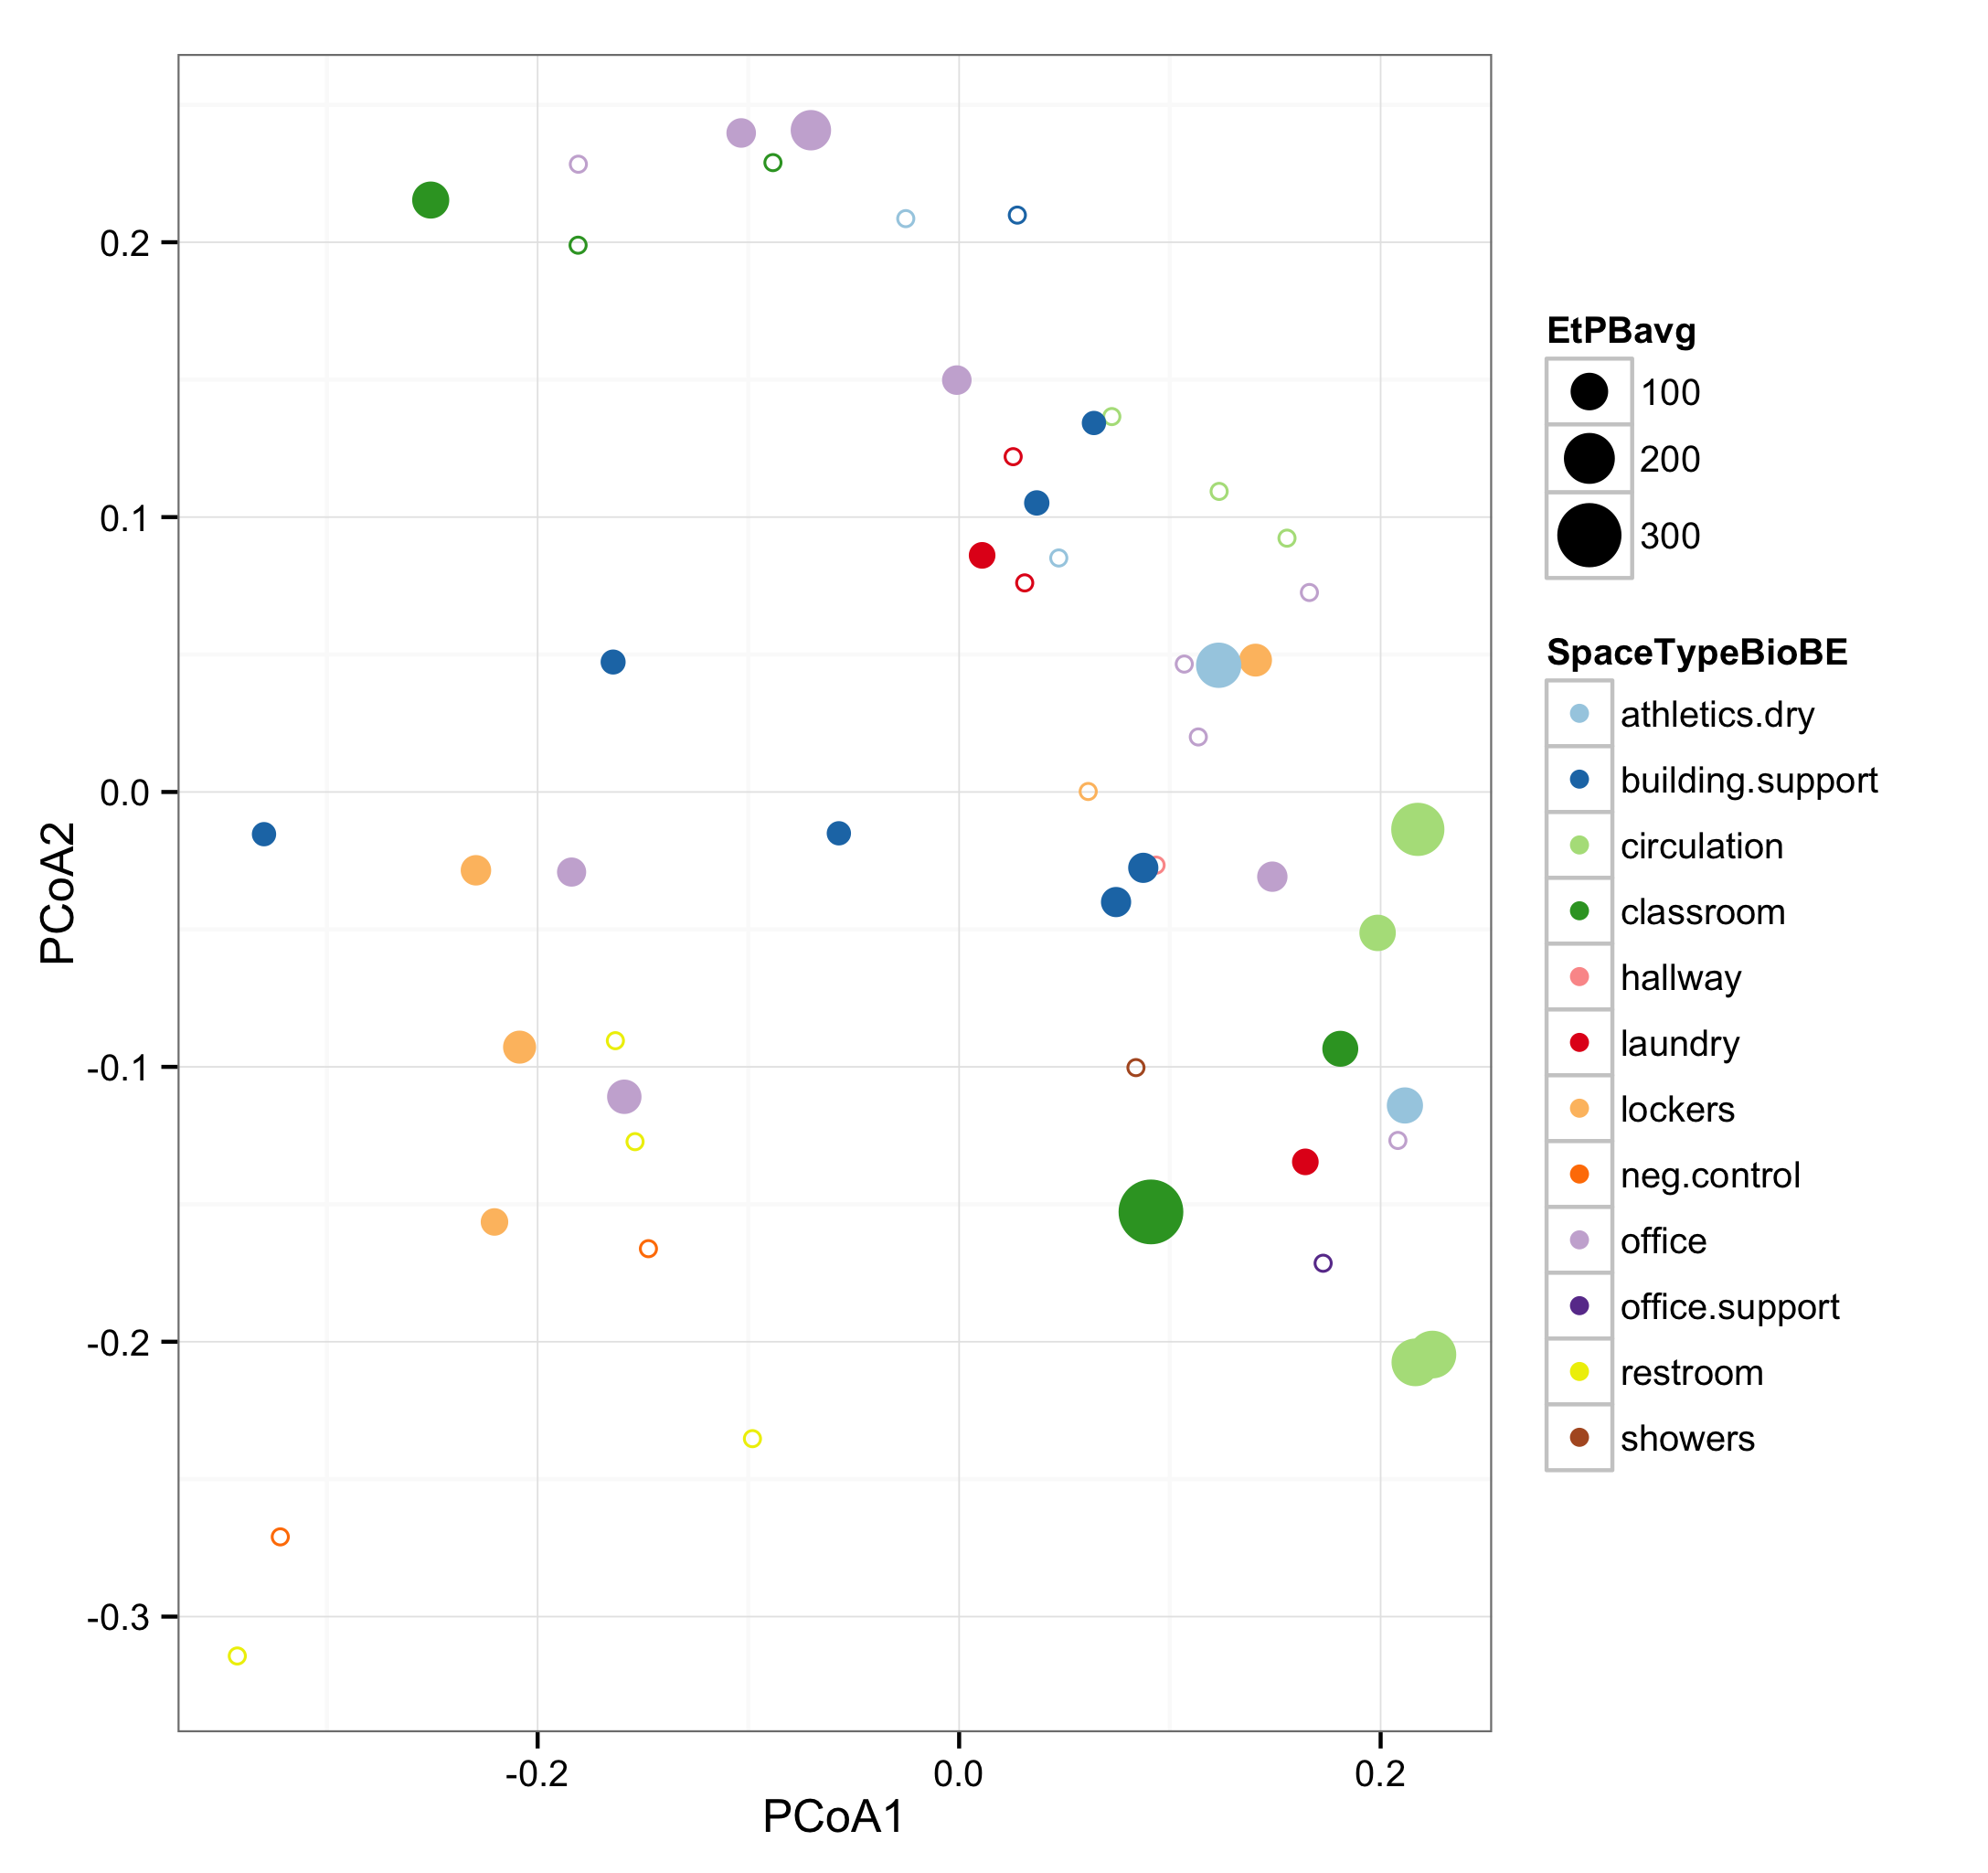 0.2
0.1
0.0
-0.1
-0.2
-0.3
PCoA2
-0.2
0.0
0.2
PCoA1
EtPBavg
100
200
300
SpaceTypeBioBE
athletics.dry
building.support
circulation
classroom
hallway
laundry
lockers
neg.control
office
office.support
restroom
showers